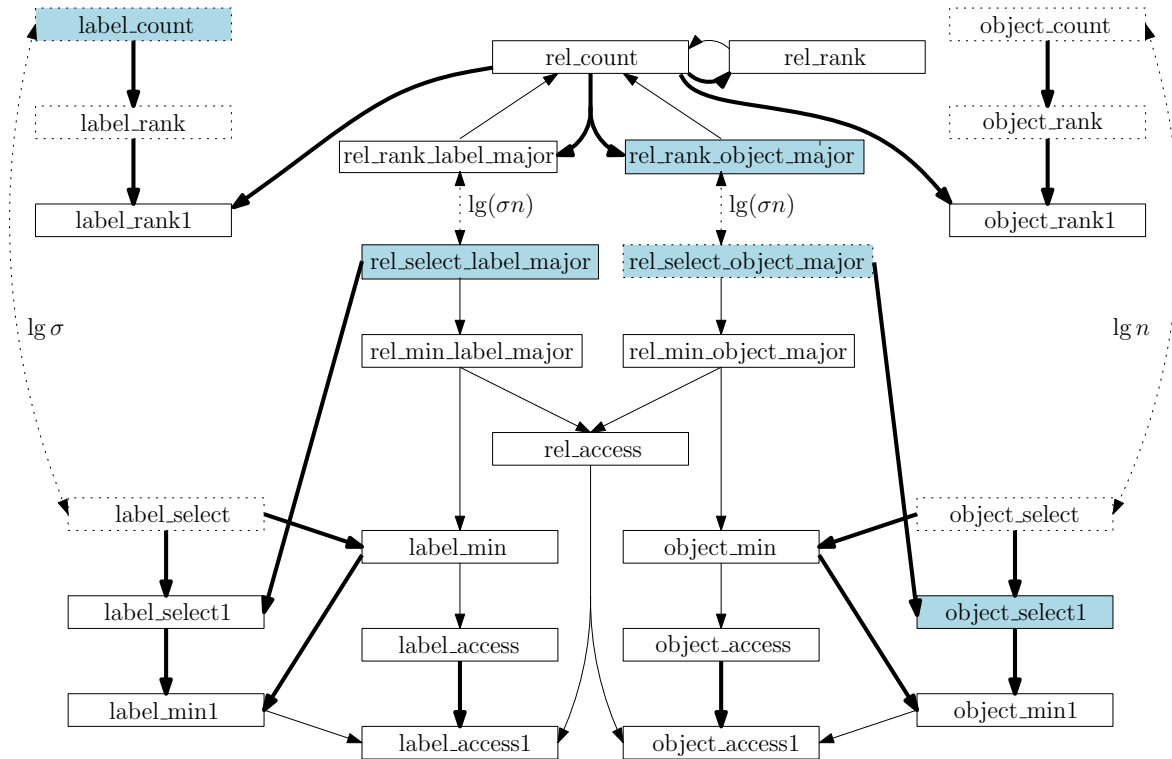 label_count
object_count
rel_count
rel_rank
label_rank
object_rank
rel_rank_label_major
rel_rank_object_major
lg(σn)
lg(σn)
label_rank1
object_rank1
rel_select_label_major
rel_select_object_major
lg σ
lg n
rel_min_label_major
rel_min_object_major
rel_access
label_select
object_select
label_min
object_min
label_select1
object_select1
label_access
object_access
label_min1
object_min1
label_access1
object_access1